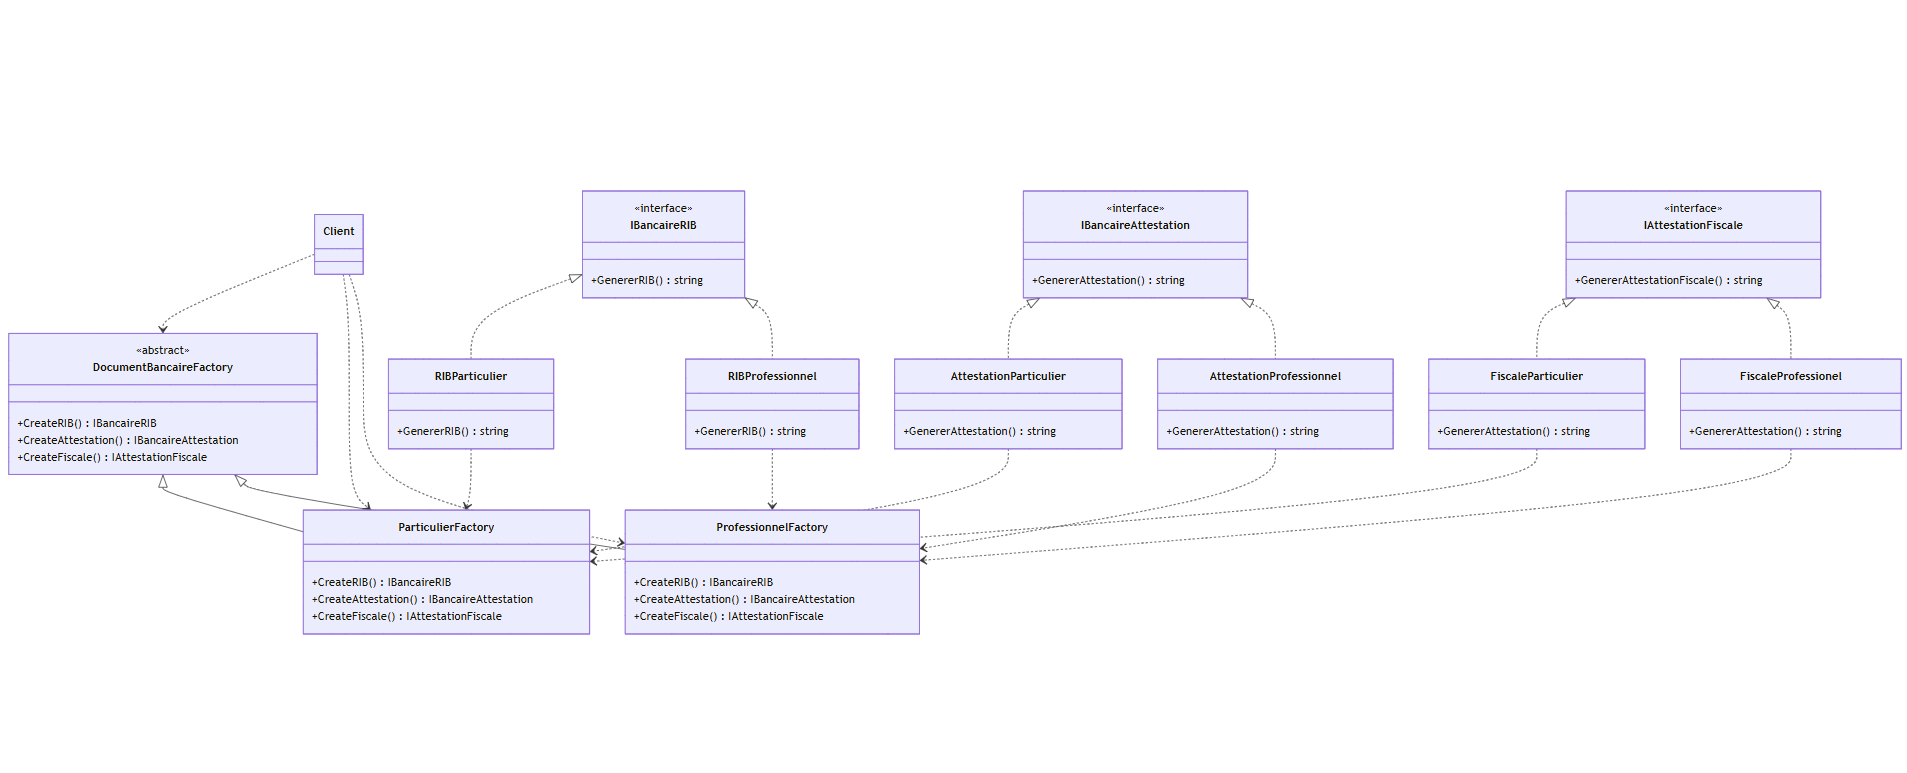 Client
«interface»
IBancaireRIB
+GenererRIB() : string
«interface»
IBancaireAttestation
+GenererAttestation() : string
«interface»
IAttestationFiscale
+GenererAttestationFiscale() : string
«abstract»
DocumentBancaireFactory
+CreateRIB() : IBancaireRIB
+CreateAttestation() : IBancaireAttestation
+CreateFiscale() : IAttestationFiscale
RIBParticulier
+GenererRIB() : string
RIBProfessionnel
+GenererRIB() : string
AttestationParticulier
+GenererAttestation() : string
AttestationProfessionnel
+GenererAttestation() : string
FiscaleParticulier
+GenererAttestation() : string
FiscaleProfessionel
+GenererAttestation() : string
ParticulierFactory
+CreateRIB() : IBancaireRIB
+CreateAttestation() : IBancaireAttestation
+CreateFiscale() : IAttestationFiscale
ProfessionnelFactory
+CreateRIB() : IBancaireRIB
+CreateAttestation() : IBancaireAttestation
+CreateFiscale() : IAttestationFiscale